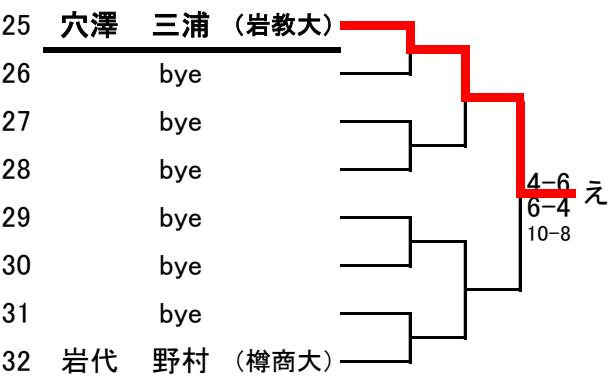 25 穴澤 三浦 (岩教大)
26 bye
27 bye
28 bye
4-6 え
6-4
29 bye
10-8
30 bye
31 bye
32 岩代 野村 (樽商大)